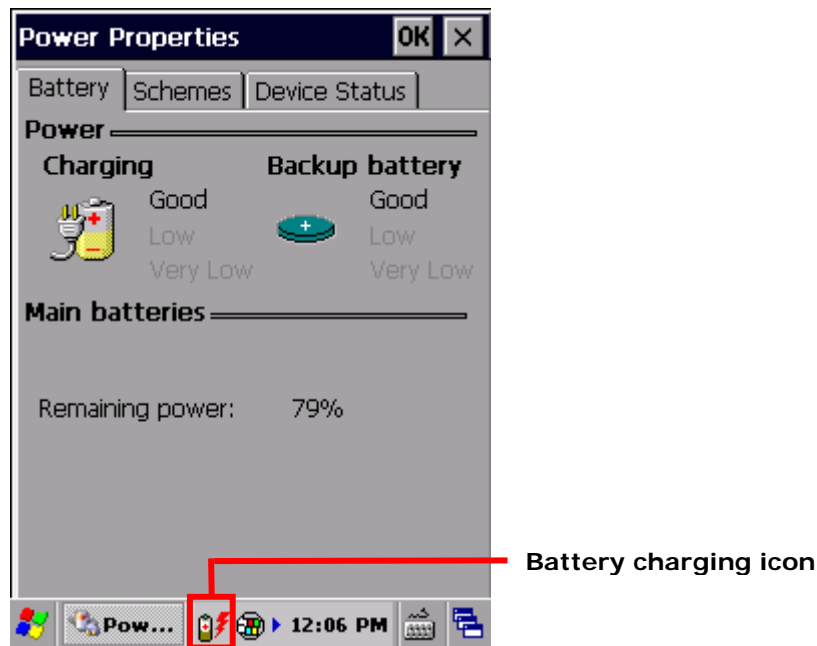 Power Properties OK ×
Battery Schemes Device Status
Power
Charging Backup battery
Good Good
Low Low
Very Low Very Low
Main batteries
Remaining power: 79%
Battery charging icon
Pow... 12:06 PM